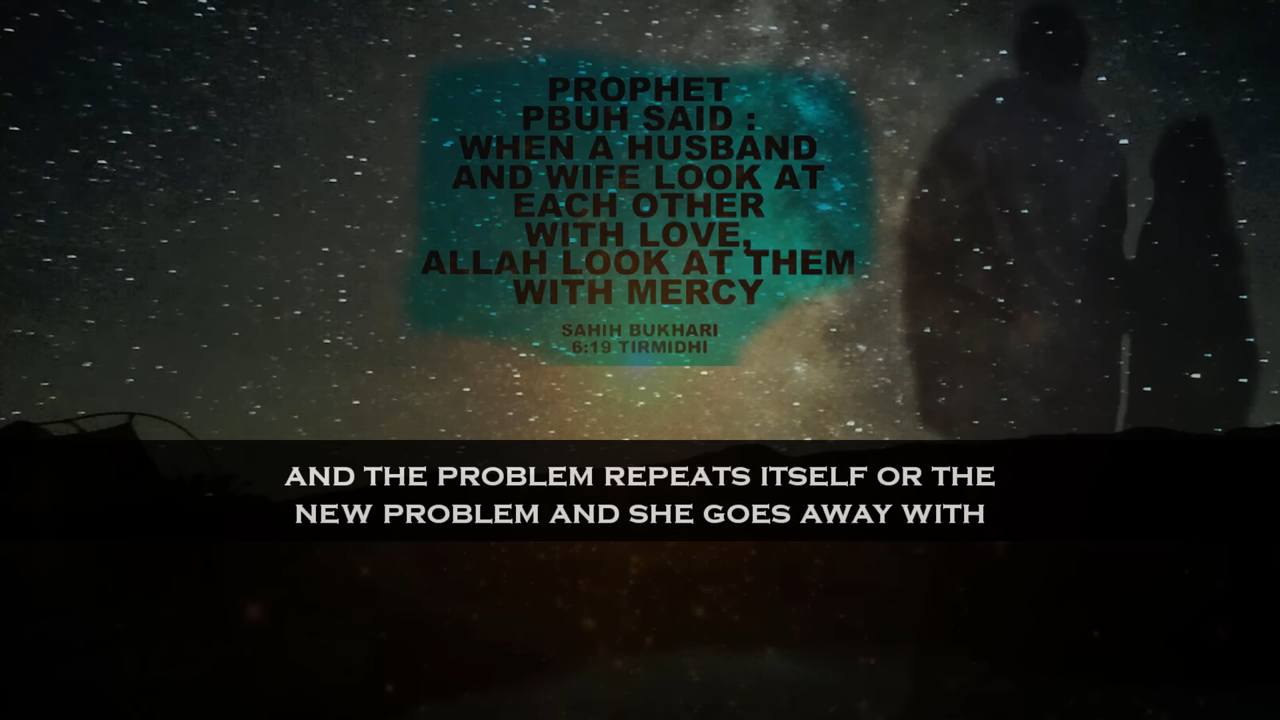 PROPHET
PBUH SAID :
WHEN A HUSBAND
AND WIFE LOOK AT
EACH OTHER
WITH LOVE,
ALLAH LOOK AT THEM
WITH MERCY
SAHIH BUKHARI
6:19 TIRMIDHI
AND THE PROBLEM REPEATS ITSELF OR THE
NEW PROBLEM AND SHE GOES AWAY WITH